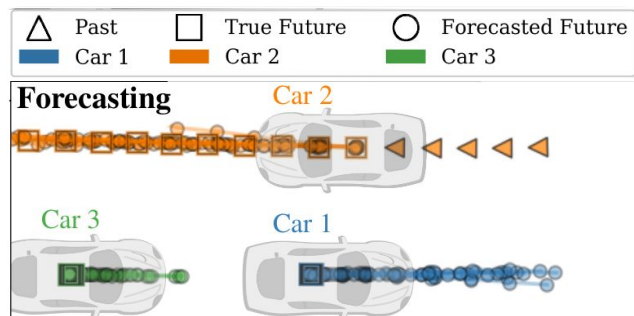 Past True Future Forecasted Future
Car 1 Car 2 Car 3
Forecasting
Car 2
Car 3
Car 1